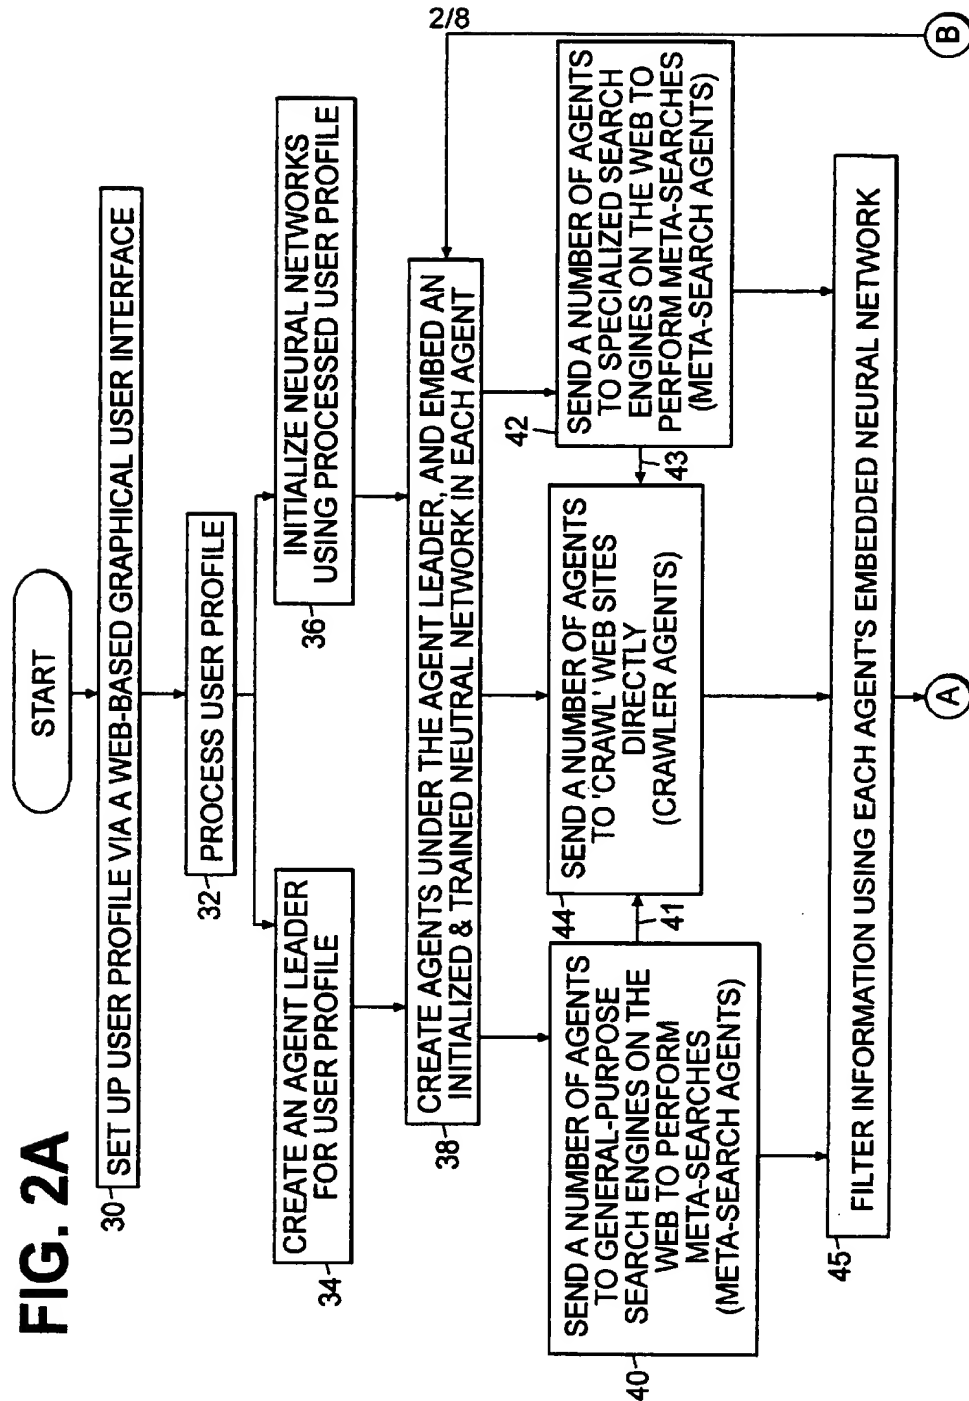 2/8
FIG. 2A
START
30
SET UP USER PROFILE VIA A WEB-BASED GRAPHICAL USER INTERFACE
32
PROCESS USER PROFILE
34
CREATE AN AGENT LEADER
FOR USER PROFILE
36
INITIALIZE NEURAL NETWORKS
USING PROCESSED USER PROFILE
38
CREATE AGENTS UNDER THE AGENT LEADER, AND EMBED AN
INITIALIZED & TRAINED NEUTRAL NETWORK IN EACH AGENT
40
SEND A NUMBER OF AGENTS
TO GENERAL-PURPOSE
SEARCH ENGINES ON THE
WEB TO PERFORM
META-SEARCHES
(META-SEARCH AGENTS)
41
44
SEND A NUMBER OF AGENTS
TO 'CRAWL' WEB SITES
DIRECTLY
(CRAWLER AGENTS)
43
42
SEND A NUMBER OF AGENTS
TO SPECIALIZED SEARCH
ENGINES ON THE WEB TO
PERFORM META-SEARCHES
(META-SEARCH AGENTS)
45
FILTER INFORMATION USING EACH AGENT'S EMBEDDED NEURAL NETWORK
A
B